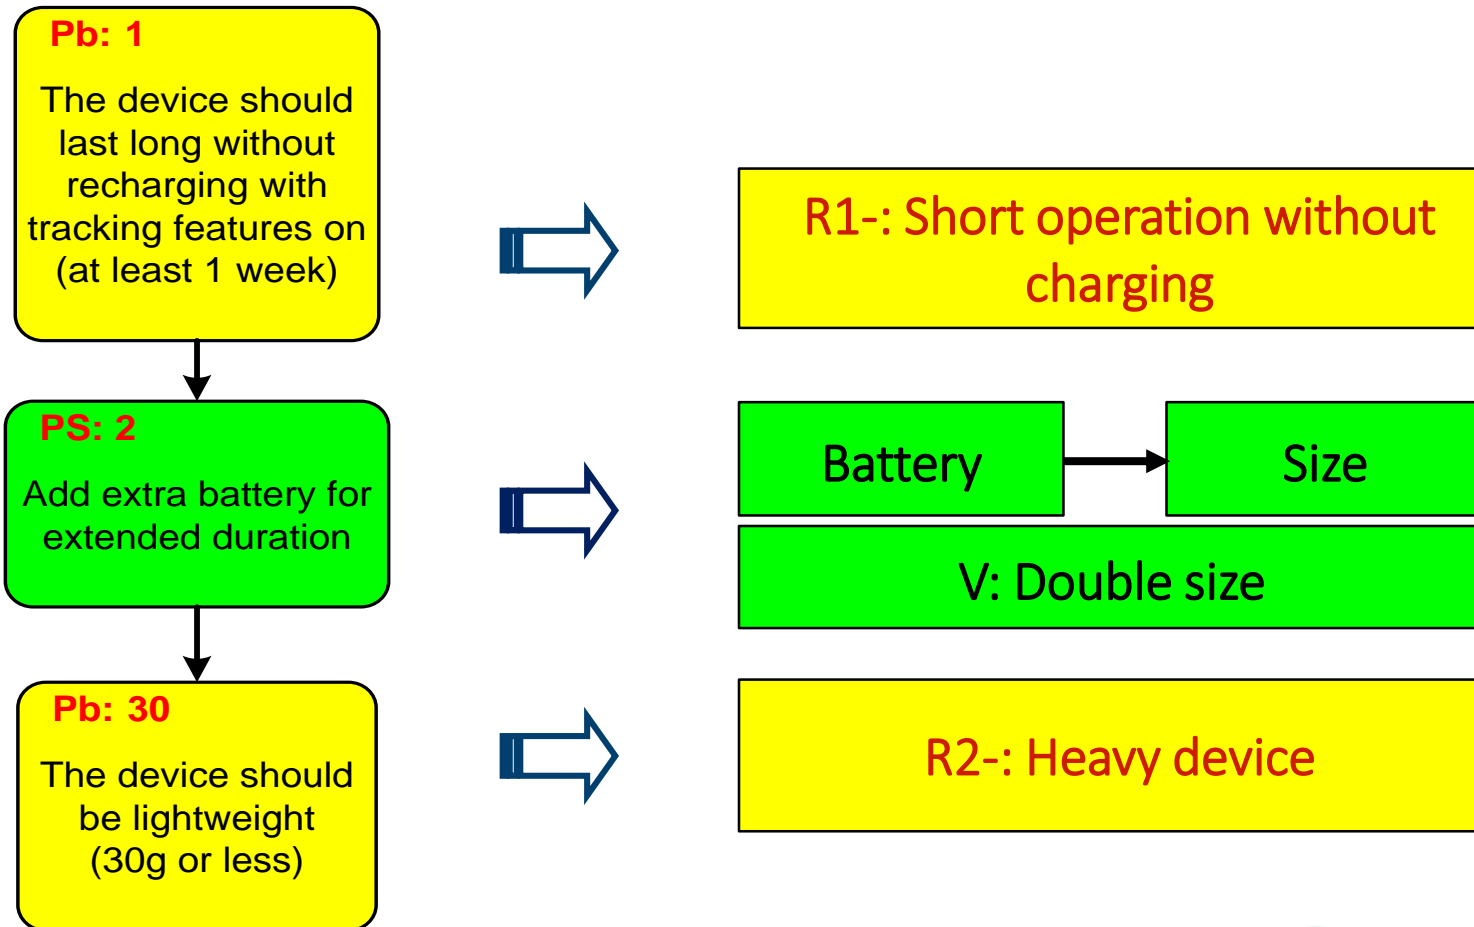 Pb: 1
The device should
last long without
recharging with
tracking features on
(at least 1 week)
R1-: Short operation without
charging
PS: 2
Add extra battery for
extended duration
Battery
Size
V: Double size
Pb: 30
The device should
be lightweight
(30g or less)
R2-: Heavy device